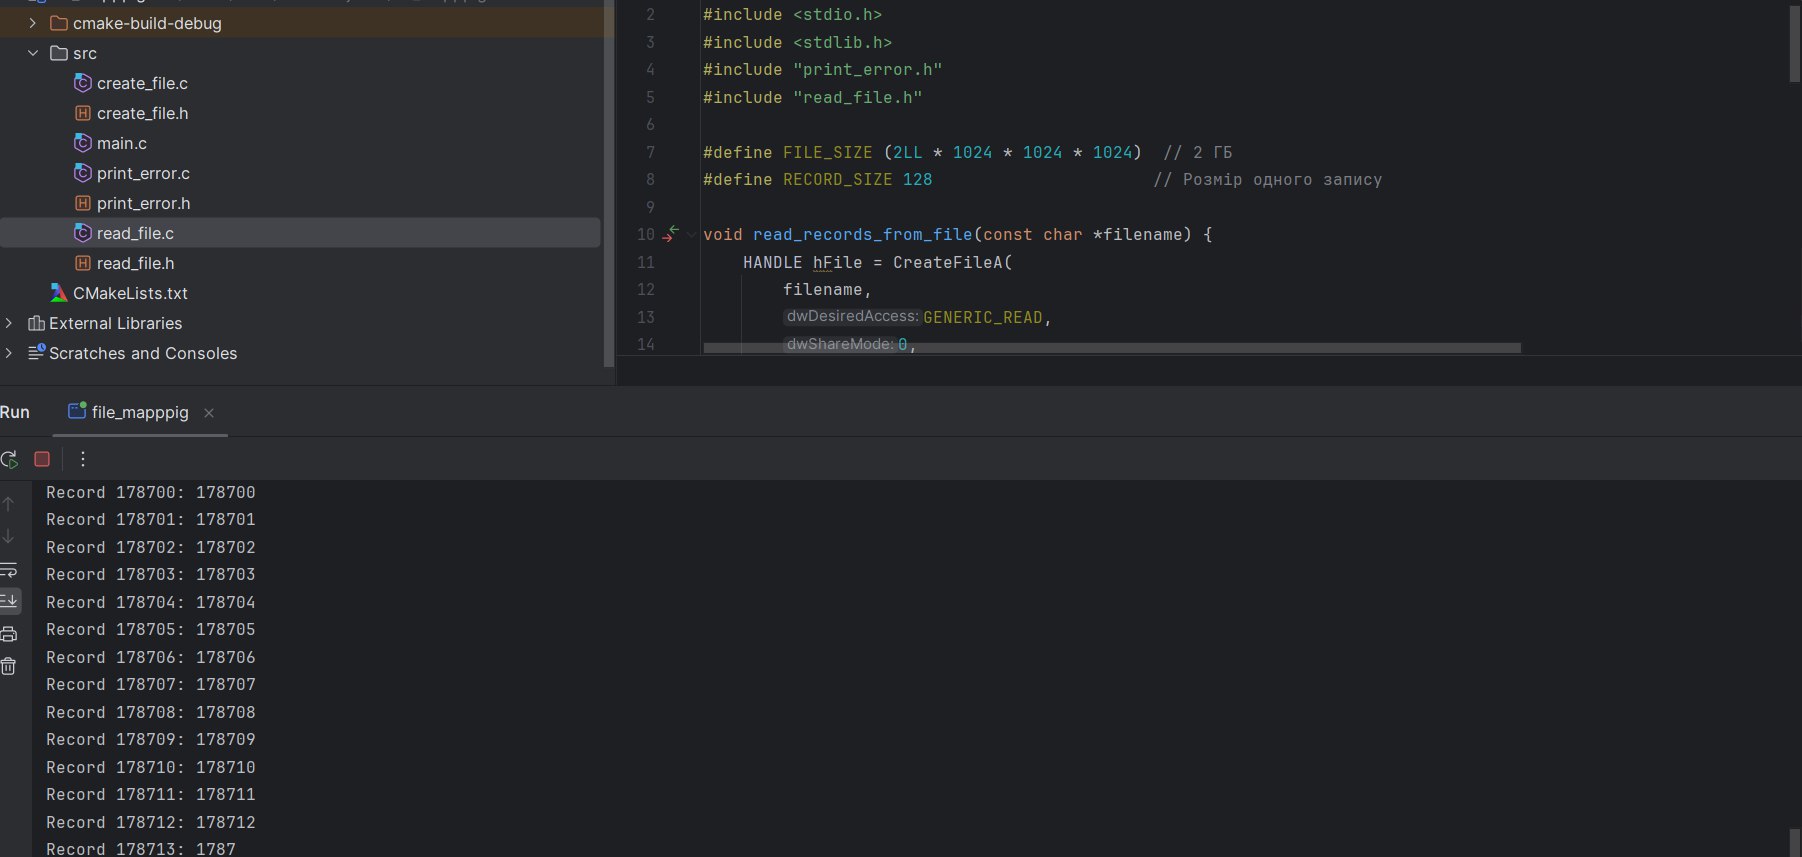 cmake-build-debug
src
create_file.c
create_file.h
main.c
print_error.c
print_error.h
read_file.c
read_file.h
CMakeLists.txt
External Libraries
Scratches and Consoles
2 #include <stdio.h>
3 #include <stdlib.h>
4 #include "print_error.h"
5 #include "read_file.h"
6
7 #define FILE_SIZE (2LL * 1024 * 1024 * 1024)  // 2 ГБ
8 #define RECORD_SIZE 128                      // Розмір одного запису
9
10 void read_records_from_file(const char *filename) {
11     HANDLE hFile = CreateFileA(
12         filename,
13         dwDesiredAccess: GENERIC_READ,
14         dwShareMode: 0,
Run
file_mapppig
Record 178700: 178700
Record 178701: 178701
Record 178702: 178702
Record 178703: 178703
Record 178704: 178704
Record 178705: 178705
Record 178706: 178706
Record 178707: 178707
Record 178708: 178708
Record 178709: 178709
Record 178710: 178710
Record 178711: 178711
Record 178712: 178712
Record 178713: 1787